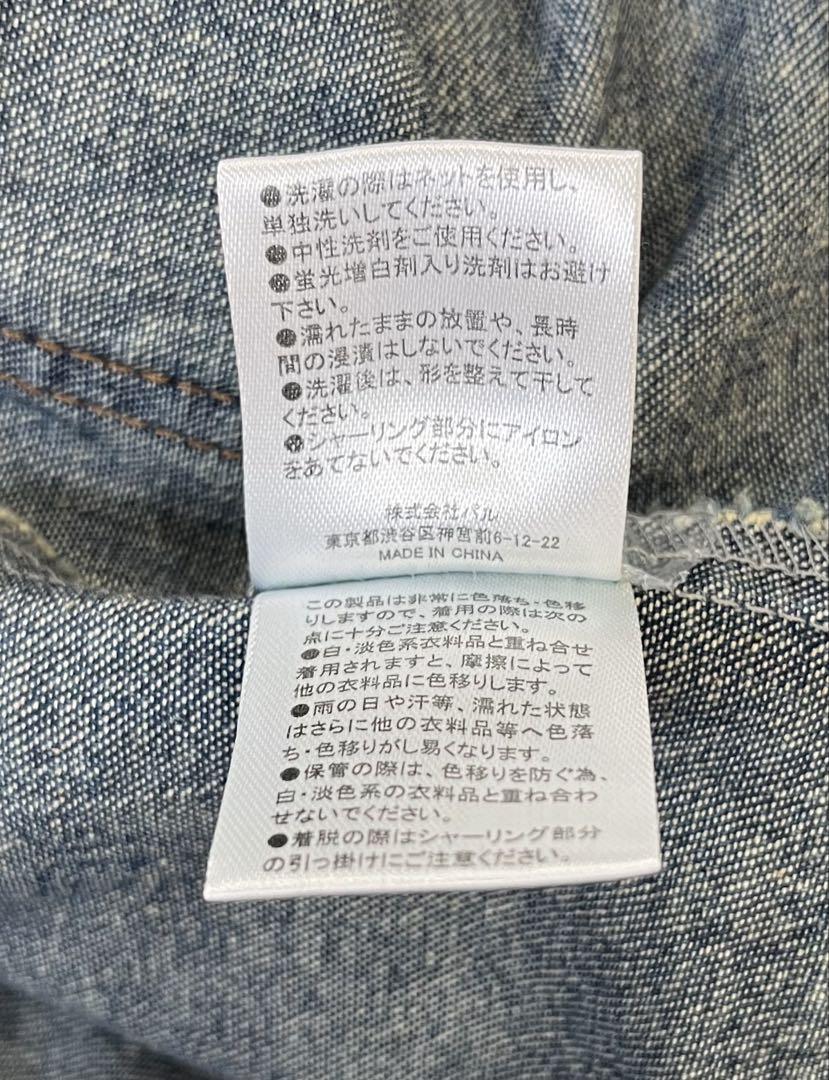 ●洗濯の際はネットを使用し、
単独洗いしてください。
●中性洗剤をご使用ください。
●蛍光増白剤入り洗剤はお避け
下さい。
●濡れたままの放置や、長時
間の浸漬はしないでください。
●洗濯後は、形を整えて干して
ください。
●シャーリング部分にアイロン
をあてないでください。
株式会社パル
東京都渋谷区神宮前6-12-22
MADE IN CHINA
この製品は非常に色落ち・色移
りしますので、着用の際は次の
点に十分ご注意ください。
●白・淡色系衣料品と重ね合せ
着用されますと、摩擦によって
他の衣料品に色移りします。
●雨の日や汗等、濡れた状態
はさらに他の衣料品等へ色落
ち・色移りがし易くなります。
●保管の際は、色移りを防ぐ為、
白・淡色系の衣料品と重ね合わ
せないでください。
●着脱の際はシャーリング部分
の引っ掛けにご注意ください。